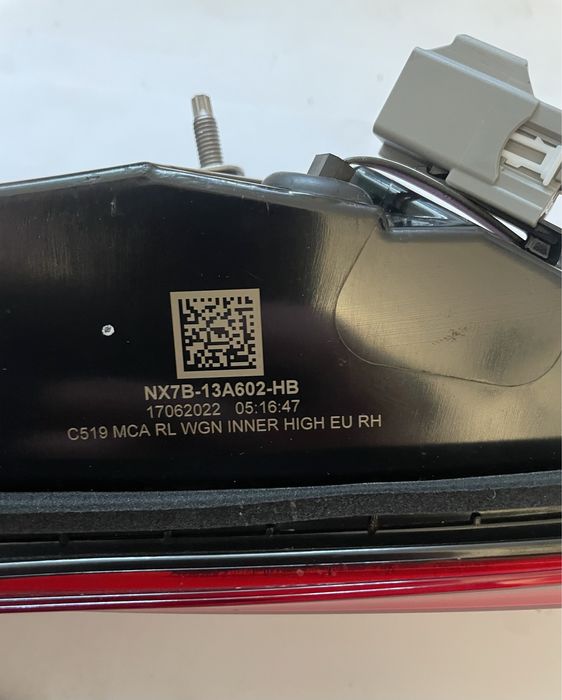 NX7B-13A602-HB
17062022 05:16:47
C519 MCA RL WGN INNER HIGH EU RH